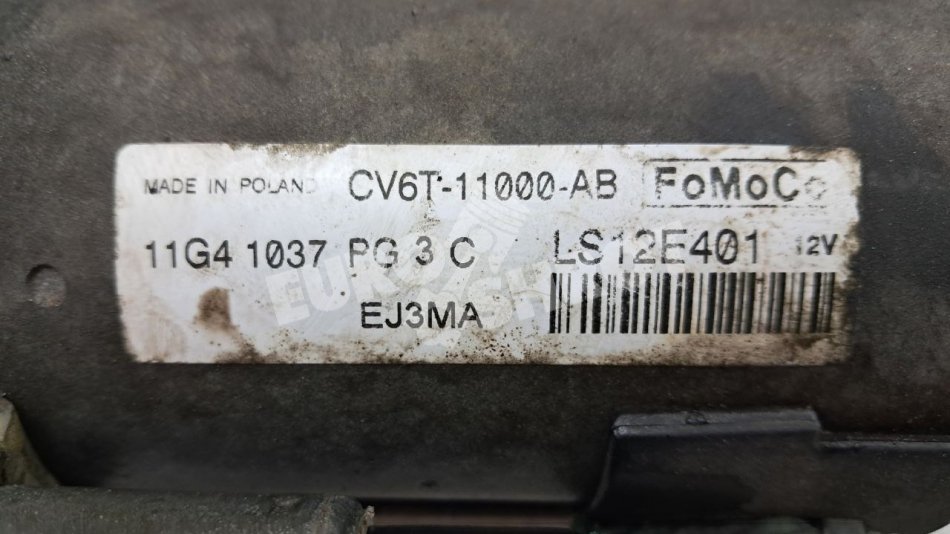 MADE IN POLAND CV6T-11000-AB FoMoCo
11G4 1037 PG 3 C LS12E401 12V
EJ3MA